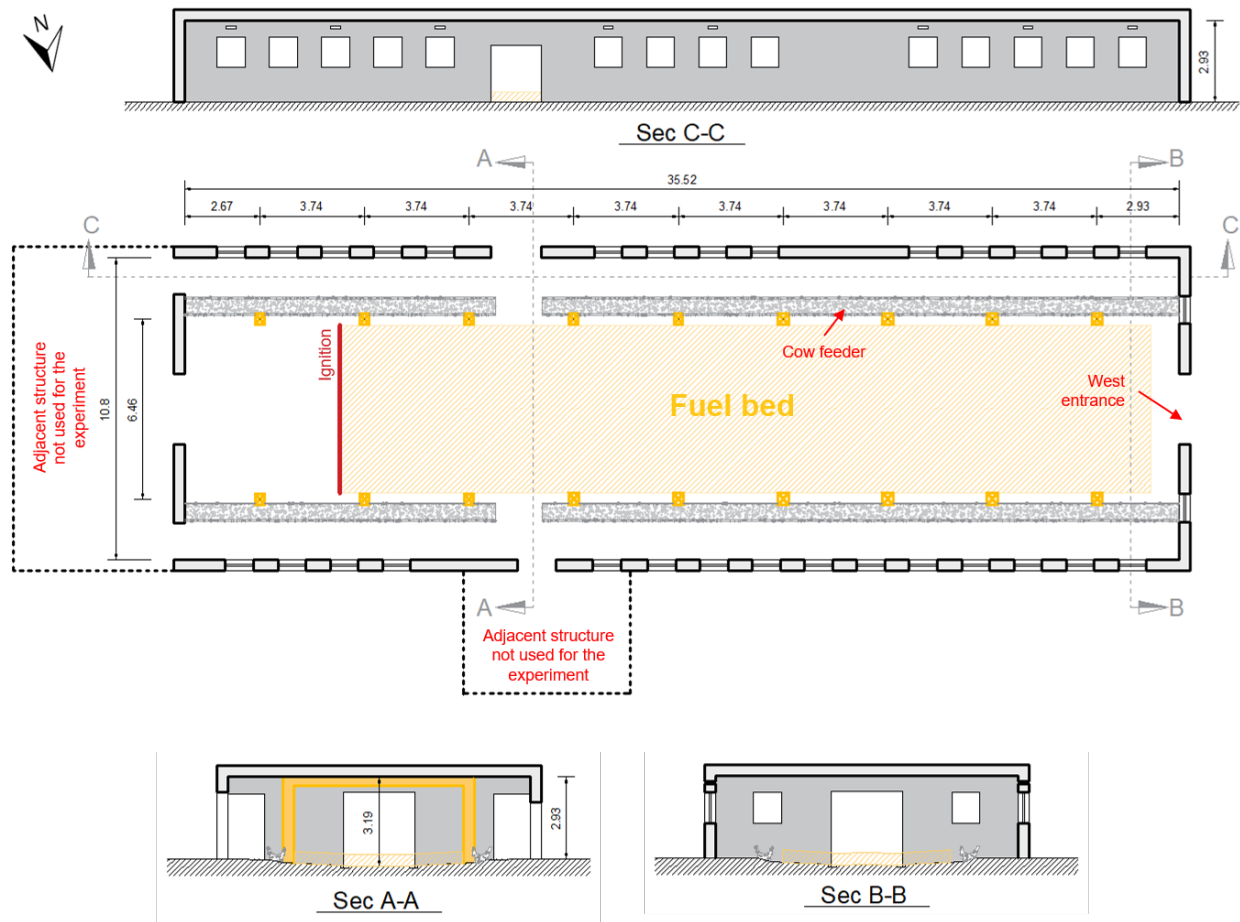 N
2.93
Sec C-C
A
B
35.52
2.67
3.74
3.74
3.74
3.74
3.74
3.74
3.74
3.74
2.93
C
C
Ignition
Cow feeder
West
entrance
Fuel bed
10.8
6.46
Adjacent structure
not used for the
experiment
A
B
Adjacent structure
not used for the
experiment
3.19
2.93
Sec A-A
Sec B-B